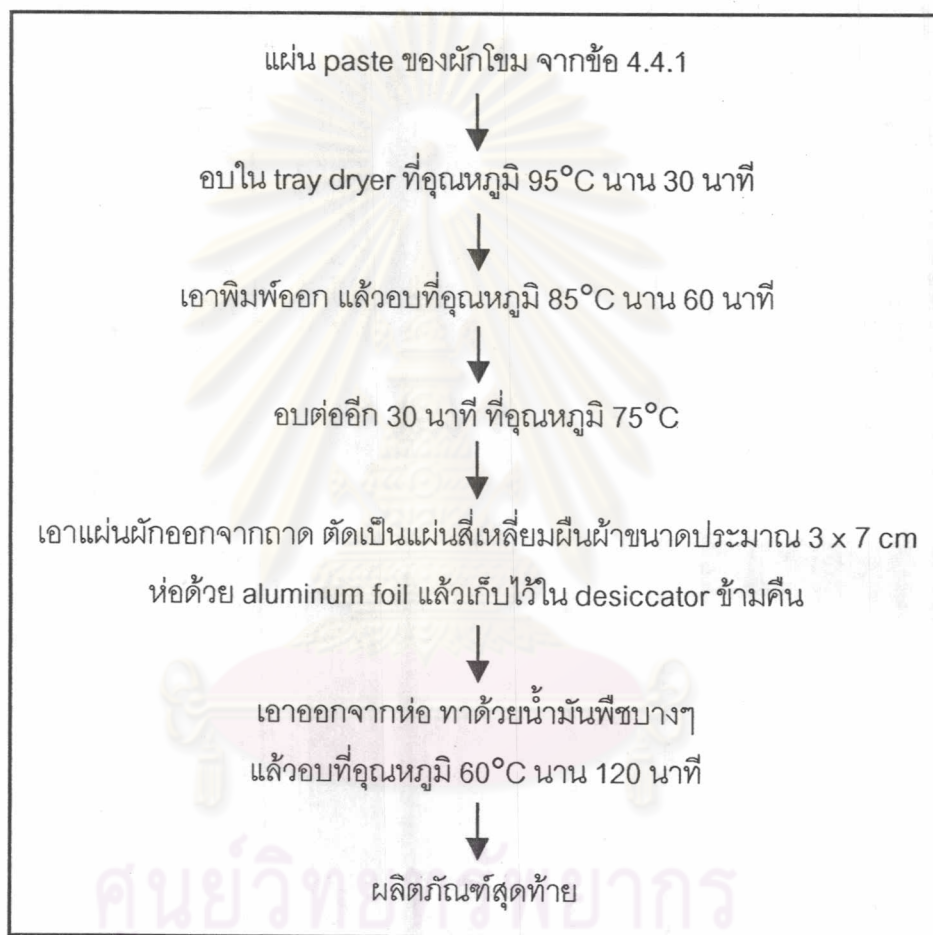 แผ่น paste ของผักโขม จากข้อ 4.4.1
อบใน tray dryer ที่อุณหภูมิ 95°C นาน 30 นาที
เอาพิมพ์ออก แล้วอบที่อุณหภูมิ 85°C นาน 60 นาที
อบต่ออีก 30 นาที ที่อุณหภูมิ 75°C
เอาแผ่นผักออกจากถาด ตัดเป็นแผ่นสี่เหลี่ยมผืนผ้าขนาดประมาณ 3 x 7 cm
ห่อด้วย aluminum foil แล้วเก็บไว้ใน desiccator ข้ามคืน
เอาออกจากห่อ ทาด้วยน้ำมันพืชบางๆ
แล้วอบที่อุณหภูมิ 60°C นาน 120 นาที
ผลิตภัณฑ์สุดท้าย
ศูนย์วิทยทรัพยากร